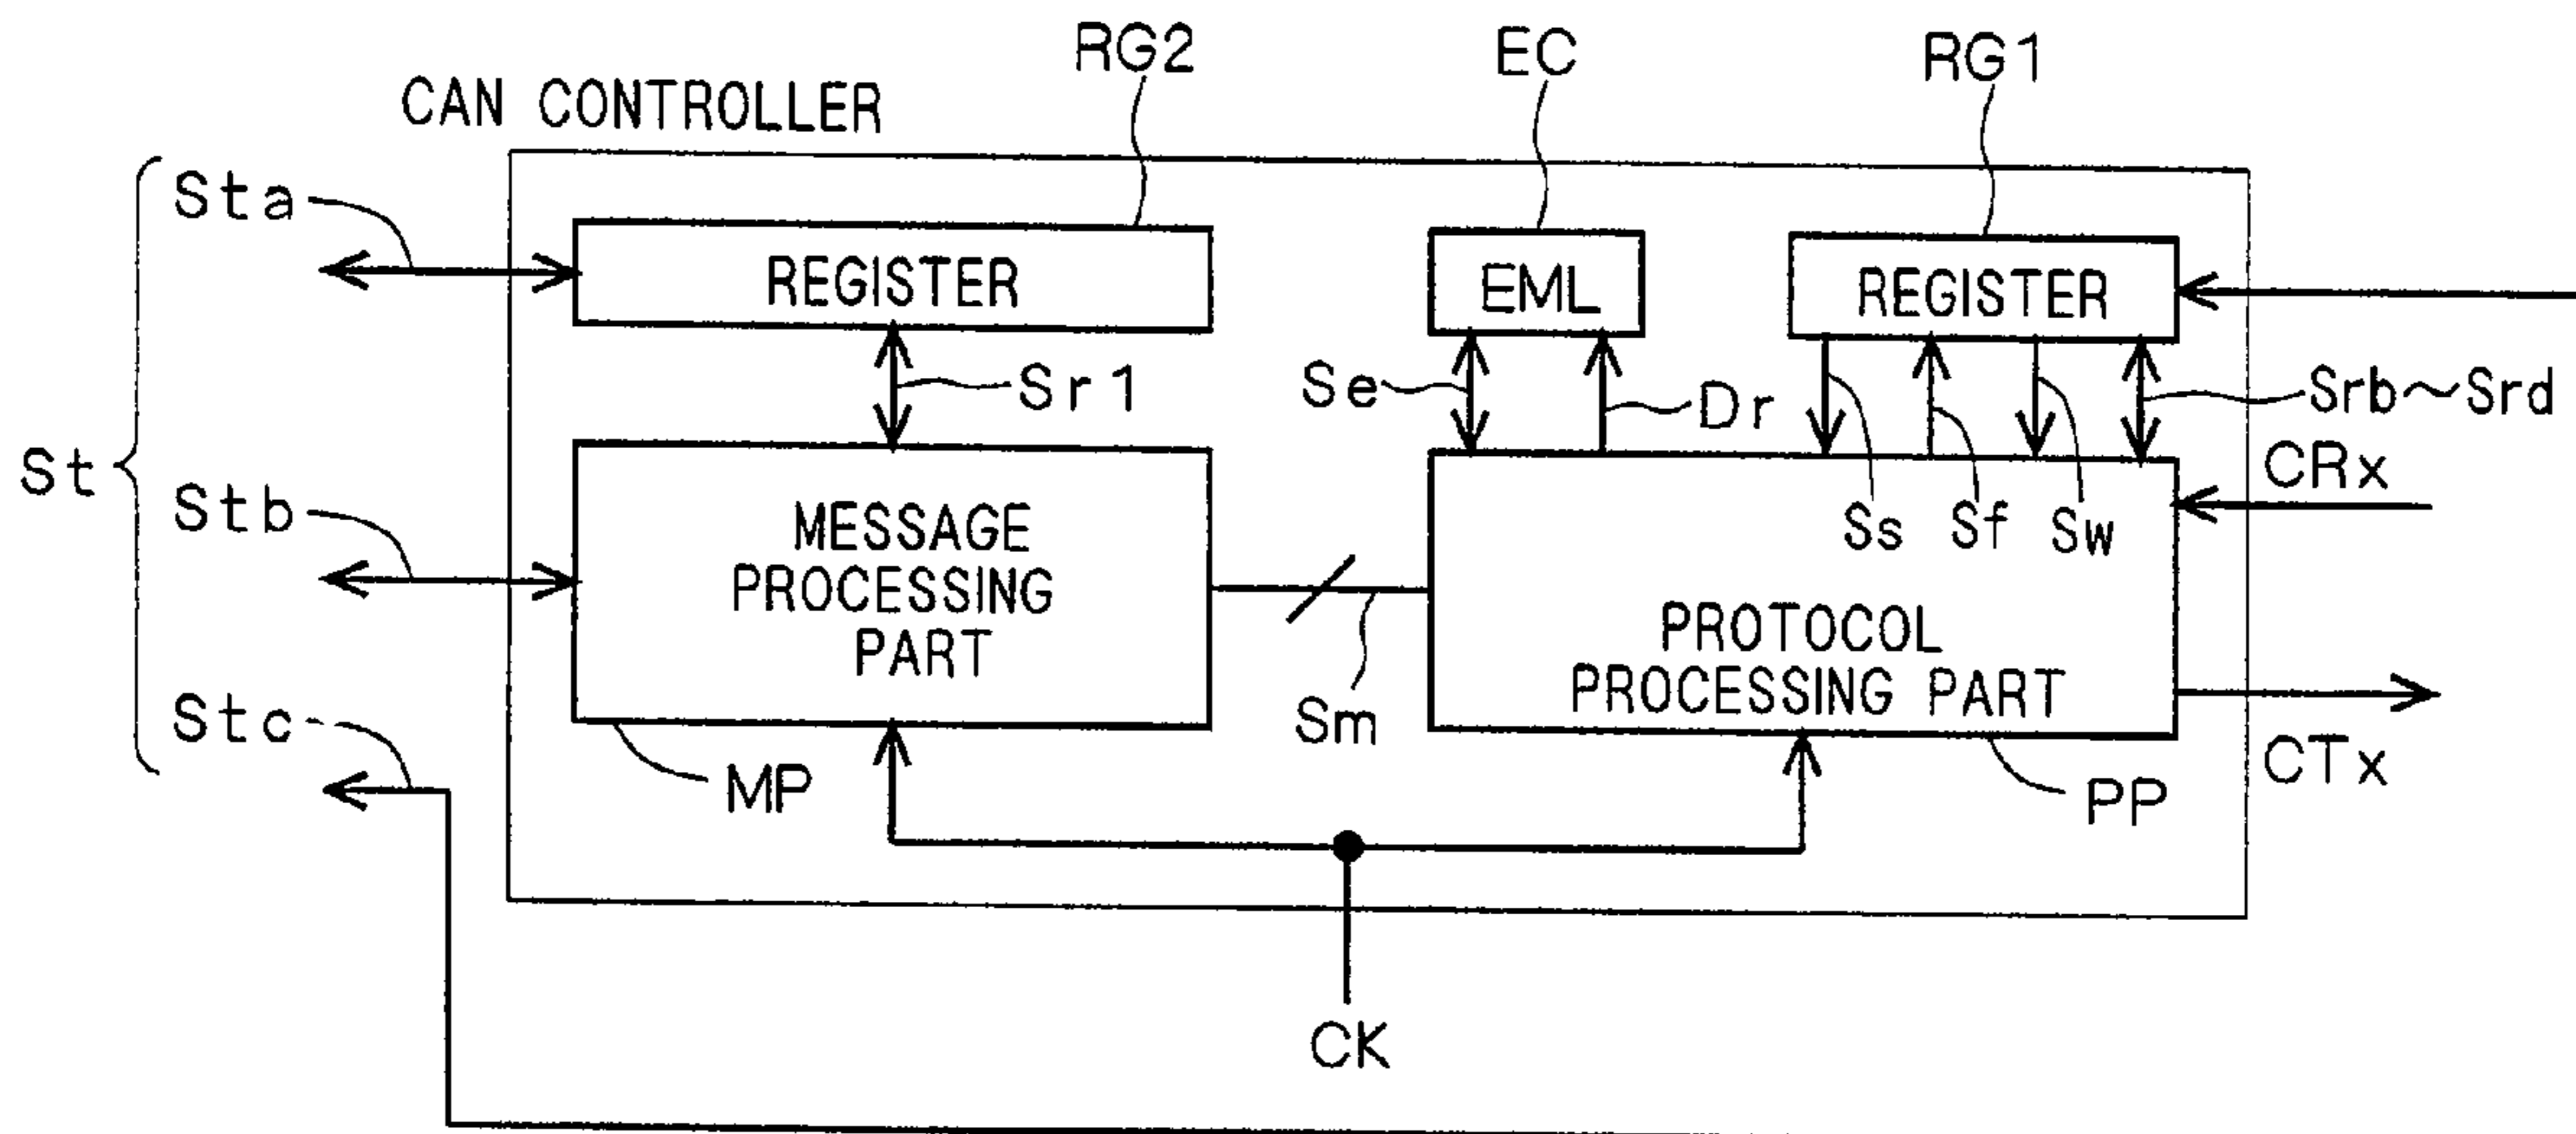 RG2
EC
RG1
CAN CONTROLLER
Sta
REGISTER
EML
REGISTER
Sr1
Se
Dr
Srb~Srd
St
Stb
MESSAGE
PROCESSING
PART
Ss
Sf
Sw
CRx
PROTOCOL
PROCESSING PART
Stc
Sm
MP
CTx
PP
CK